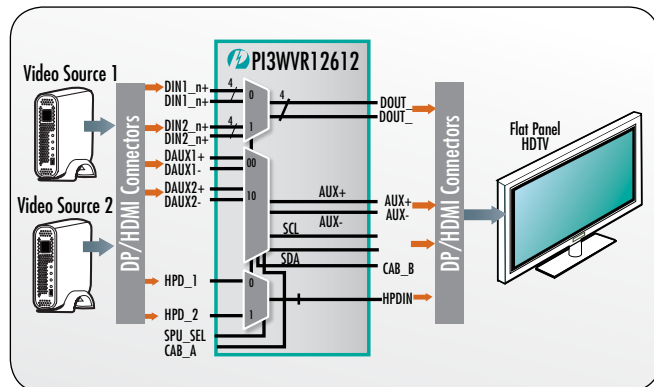 PI3WVR12612
Video Source 1
Video Source 2
DP/HDMI Connectors
DIN1_n+
DIN1_n+
DIN2_n+
DIN2_n+
DAUX1+
DAUX1-
DAUX2+
DAUX2-
HPD_1
HPD_2
SPU_SEL
CAB_A
4
4
0
1
00
10
0
1
4
AUX+
AUX-
SCL
SDA
DOUT_
DOUT_
AUX+
AUX-
CAB_B
HPDIN
DP/HDMI Connectors
Flat Panel
HDTV